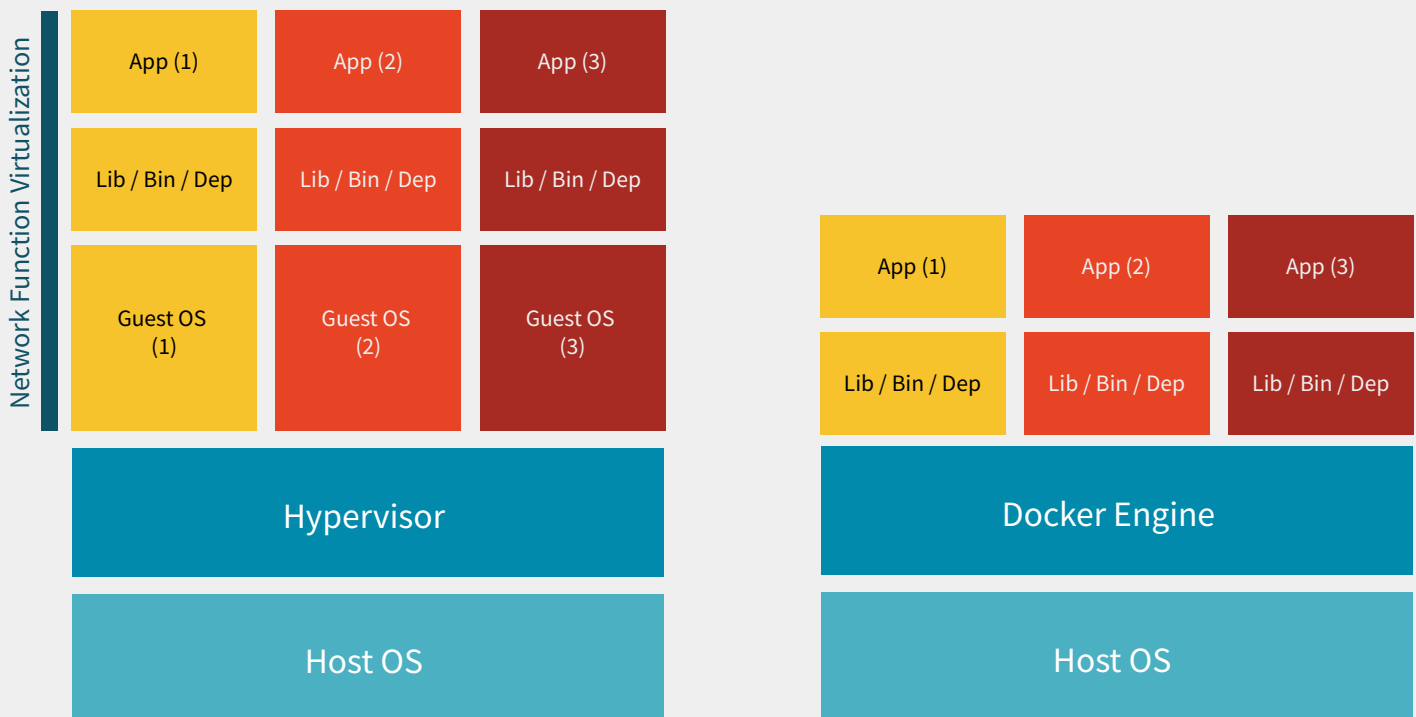 Network Function Virtualization
App (1)
App (2)
App (3)
Lib / Bin / Dep
Lib / Bin / Dep
Lib / Bin / Dep
Guest OS
(1)
Guest OS
(2)
Guest OS
(3)
Hypervisor
Host OS
App (1)
App (2)
App (3)
Lib / Bin / Dep
Lib / Bin / Dep
Lib / Bin / Dep
Docker Engine
Host OS